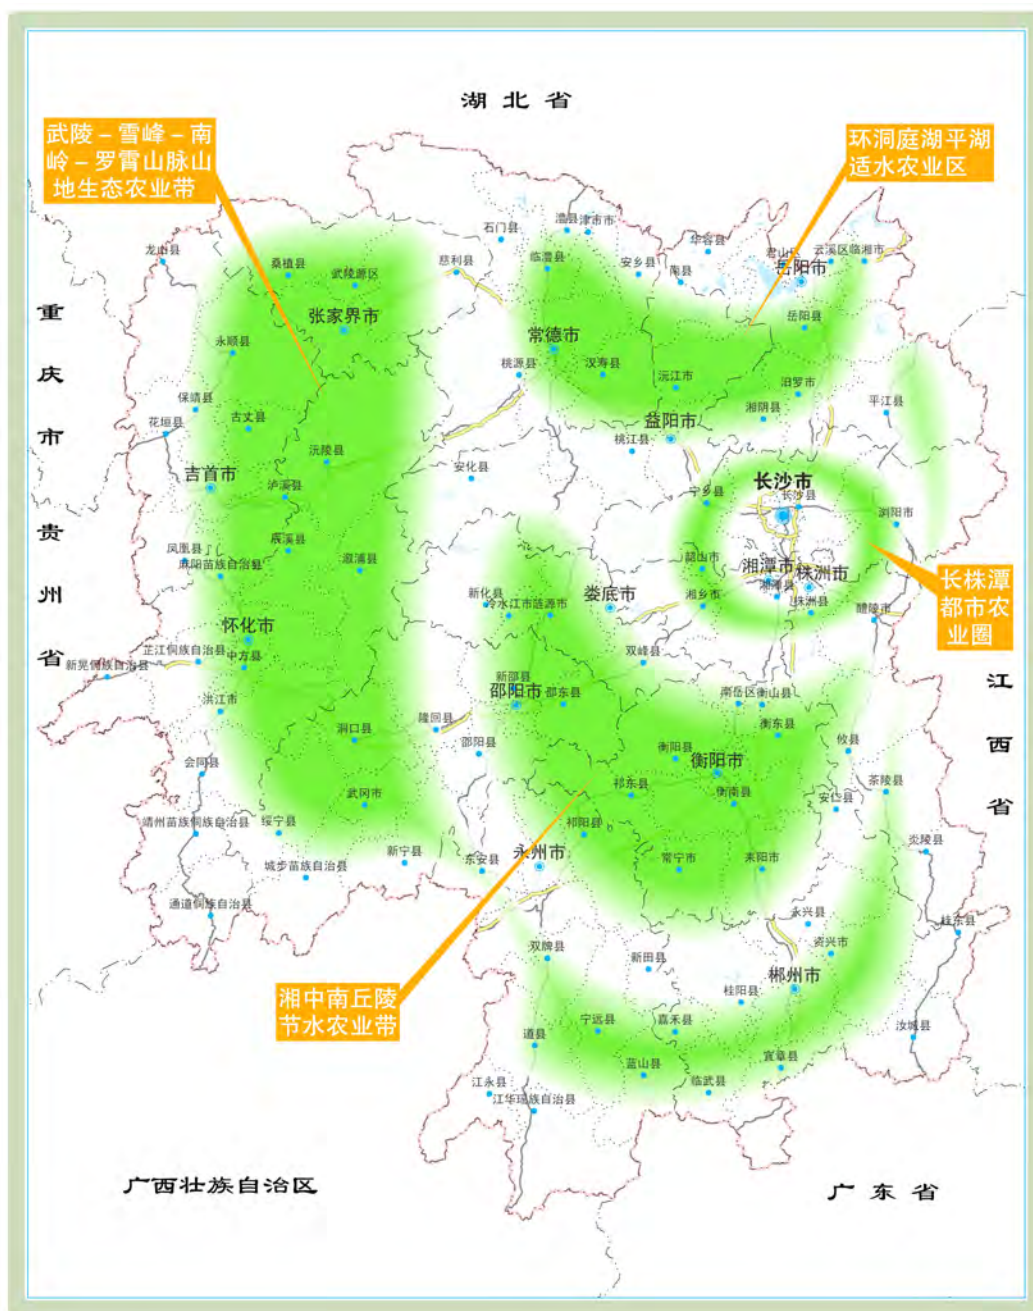 湖北省
武陵－雪峰－南
岭－罗霄山脉山
地生态农业带
环洞庭湖平湖
适水农业区
石门县
澧县
津市市
华容县
君山区
云溪区
临湘市
岳阳市
龙山县
桑植县
武陵源区
慈利县
临澧县
安乡县
南县
重庆市
张家界市
岳阳县
永顺县
常德市
桃源县
汉寿县
沅江市
汨罗市
保靖县
湘阴县
平江县
花垣县
古丈县
益阳市
桃江县
沅陵县
安化县
吉首市
泸溪县
长沙市
宁乡县
长沙县
浏阳市
贵州省
辰溪县
凤凰县
麻阳苗族自治县
溆浦县
韶山市
湘潭市
株洲市
长株潭
都市农
业圈
新化县
娄底市
湘潭县
冷水江市
涟源市
湘乡市
株洲县
醴陵市
怀化市
芷江侗族自治县
中方县
新晃侗族自治县
双峰县
江西省
新邵县
邵阳市
邵东县
南岳区
衡山县
洪江市
洞口县
隆回县
衡东县
邵阳县
衡阳县
衡阳市
攸县
会同县
祁东县
衡南县
茶陵县
安仁县
武冈市
靖州苗族侗族自治县
绥宁县
祁阳县
炎陵县
城步苗族自治县
新宁县
东安县
永州市
常宁市
耒阳市
通道侗族自治县
永兴县
桂东县
双牌县
新田县
资兴市
郴州市
桂阳县
湘中南丘陵
节水农业带
宁远县
嘉禾县
道县
汝城县
宜章县
蓝山县
临武县
江永县
江华瑶族自治县
广西壮族自治区
广东省